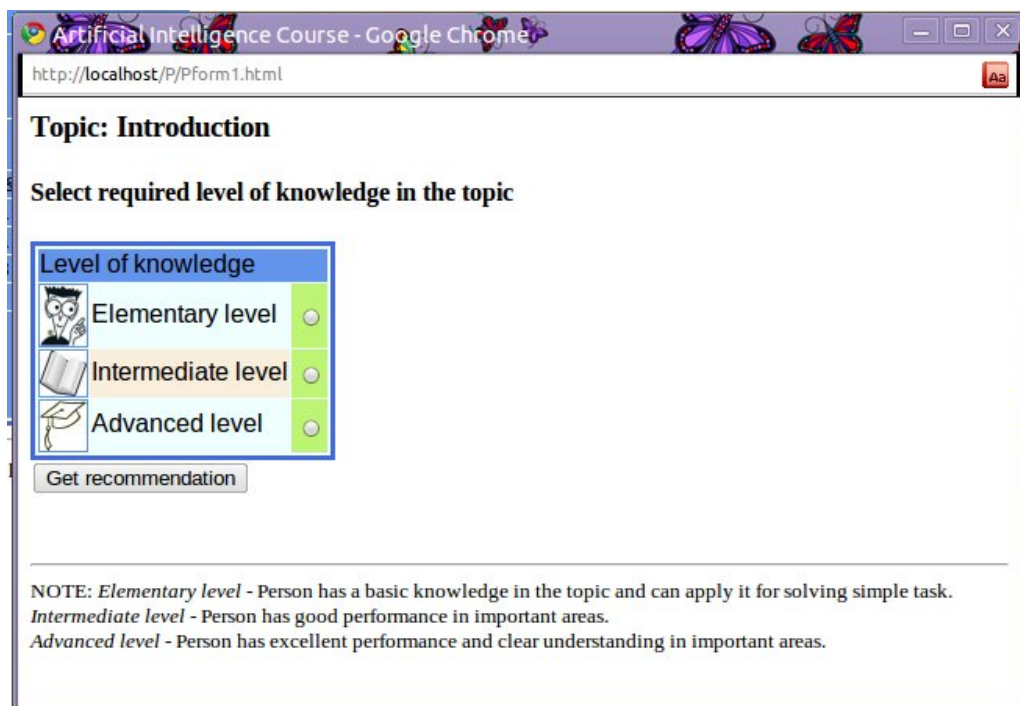 Artificial Intelligence Course - Google Chrome
http://localhost/P/Pform1.html
Aa
Topic: Introduction
Select required level of knowledge in the topic
Level of knowledge
Elementary level
Intermediate level
Advanced level
Get recommendation
NOTE: Elementary level - Person has a basic knowledge in the topic and can apply it for solving simple task.
Intermediate level - Person has good performance in important areas.
Advanced level - Person has excellent performance and clear understanding in important areas.